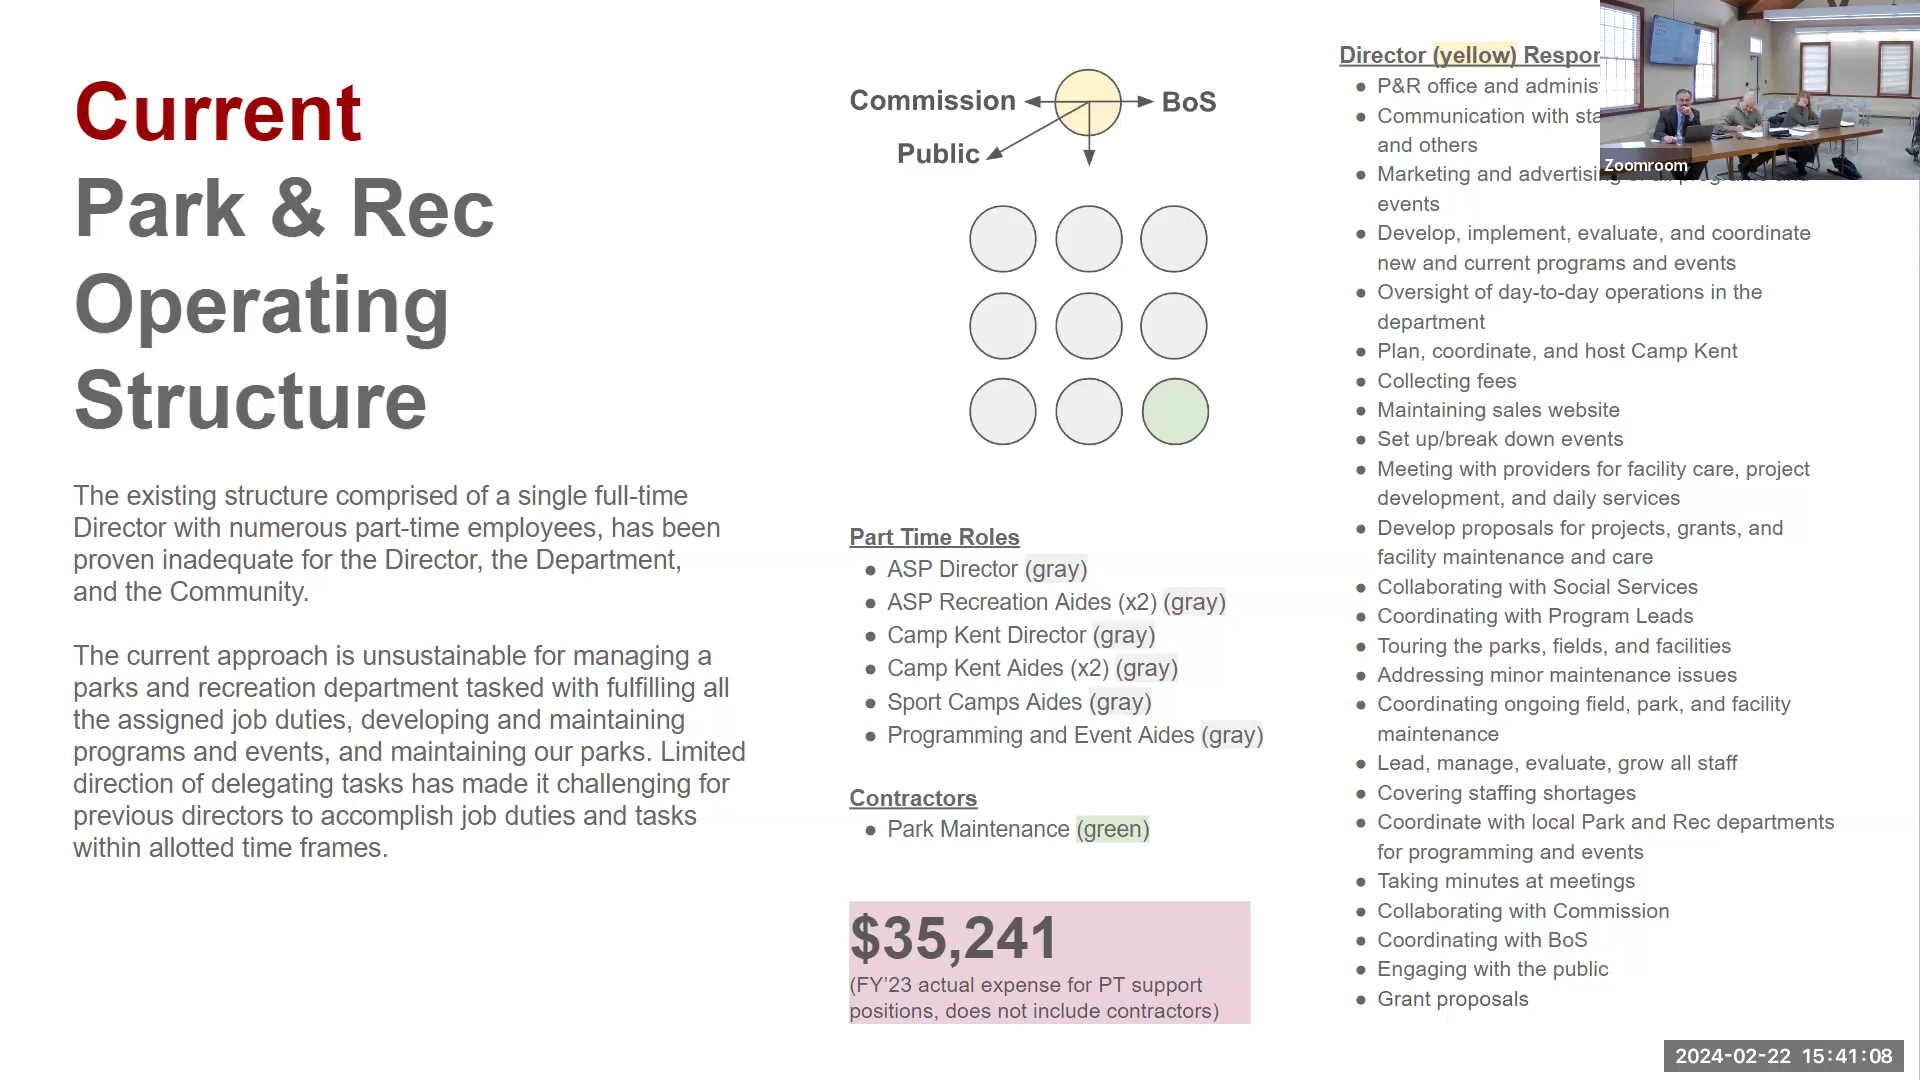 Current
Park & Rec
Operating
Structure
The existing structure comprised of a single full-time
Director with numerous part-time employees, has been
proven inadequate for the Director, the Department,
and the Community.
The current approach is unsustainable for managing a
parks and recreation department tasked with fulfilling all
the assigned job duties, developing and maintaining
programs and events, and maintaining our parks. Limited
direction of delegating tasks has made it challenging for
previous directors to accomplish job duties and tasks
within allotted time frames.
Commission
BoS
Public
Part Time Roles
● ASP Director (gray)
● ASP Recreation Aides (x2) (gray)
● Camp Kent Director (gray)
● Camp Kent Aides (x2) (gray)
● Sport Camps Aides (gray)
● Programming and Event Aides (gray)
Contractors
● Park Maintenance (green)
$35,241
(FY'23 actual expense for PT support
positions, does not include contractors)
Director (yellow)
● P&R office and
● Communication with
and others
● Marketing and advertising of all programs and
events
● Develop, implement, evaluate, and coordinate
new and current programs and events
● Oversight of day-to-day operations in the
department
● Plan, coordinate, and host Camp Kent
● Collecting fees
● Maintaining sales website
● Set up/break down events
● Meeting with providers for facility care, project
development, and daily services
● Develop proposals for projects, grants, and
facility maintenance and care
● Collaborating with Social Services
● Coordinating with Program Leads
● Touring the parks, fields, and facilities
● Addressing minor maintenance issues
● Coordinating ongoing field, park, and facility
maintenance
● Lead, manage, evaluate, grow all staff
● Covering staffing shortages
● Coordinate with local Park and Rec departments
for programming and events
● Taking minutes at meetings
● Collaborating with Commission
● Coordinating with BoS
● Engaging with the public
● Grant proposals
Zoomroom
2024-02-22 15:41:08